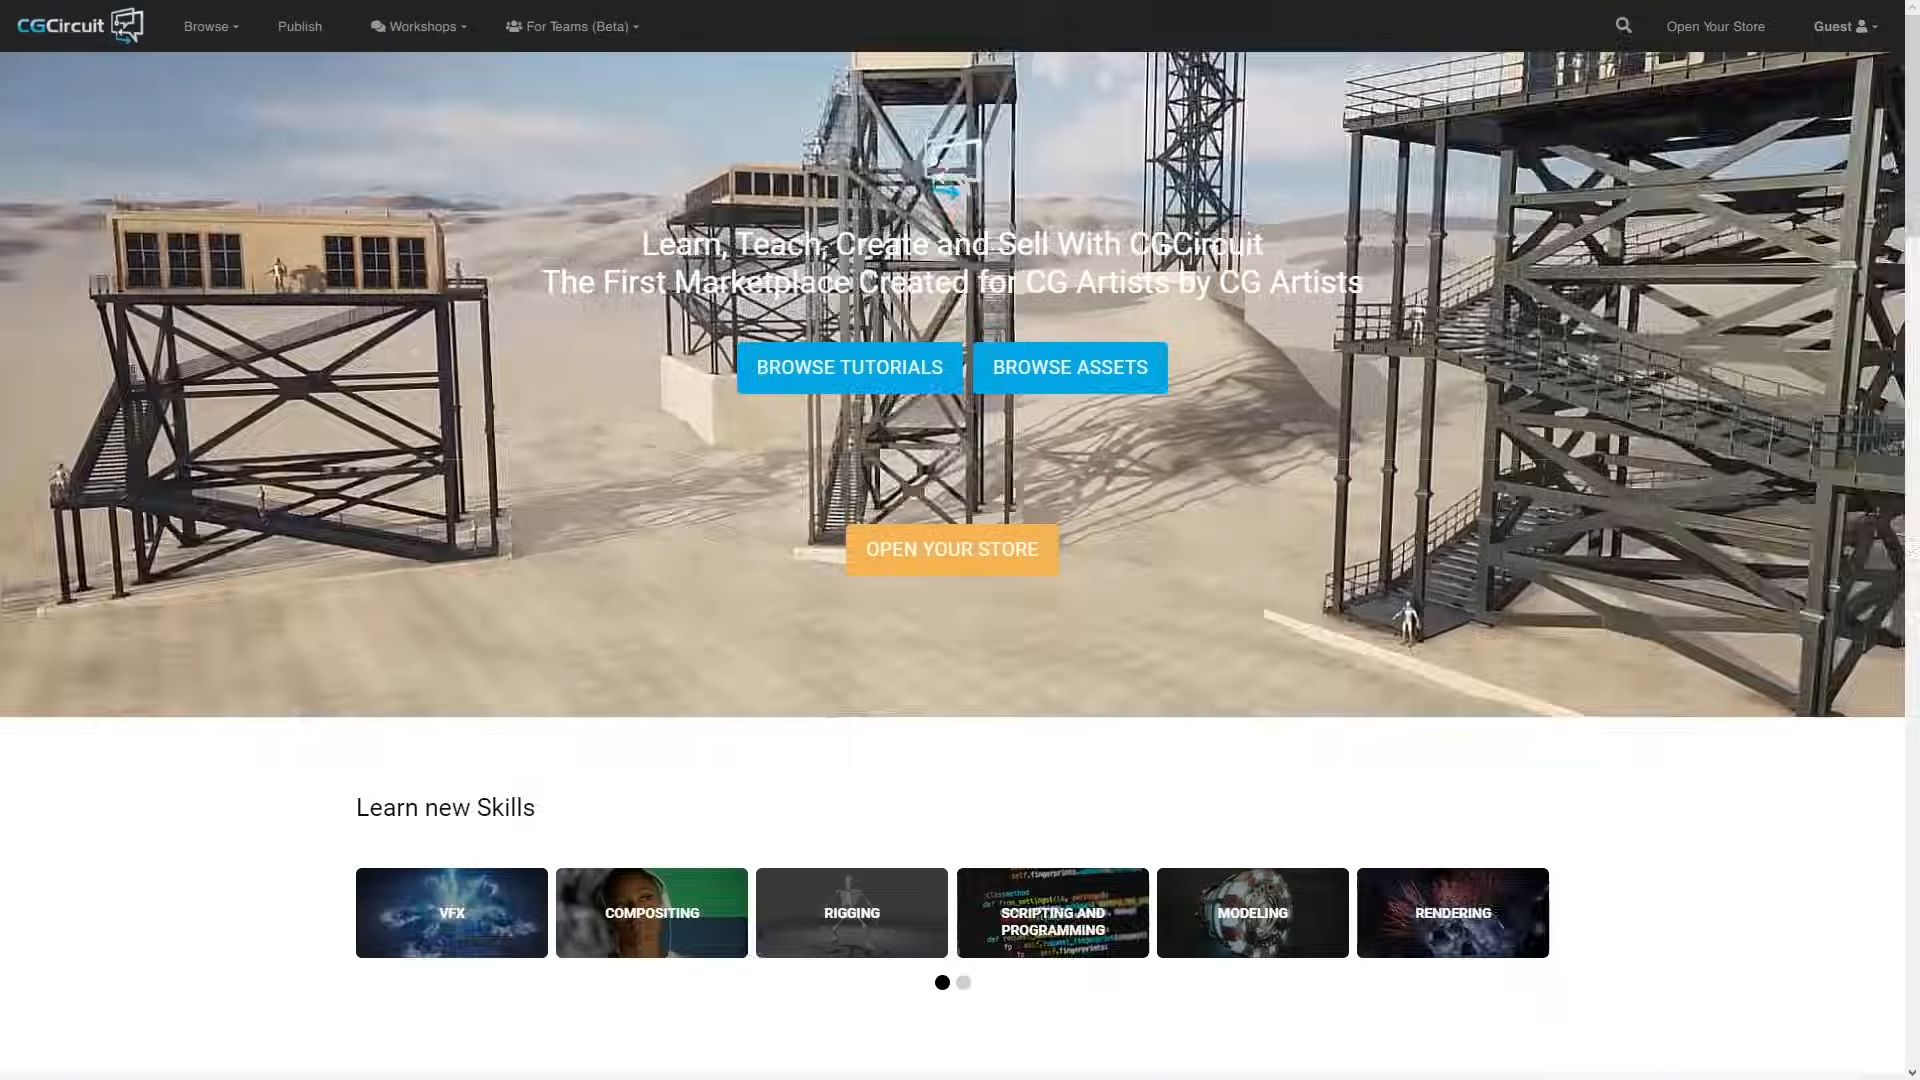 CGCircuit
Browse
Publish
Workshops
For Teams (Beta)
Open Your Store
Guest
Learn, Teach, Create and Sell With CGCircuit
The First Marketplace Created for CG Artists by CG Artists
BROWSE TUTORIALS
BROWSE ASSETS
OPEN YOUR STORE
Learn new Skills
VFX
COMPOSITING
RIGGING
SCRIPTING AND
PROGRAMMING
MODELING
RENDERING